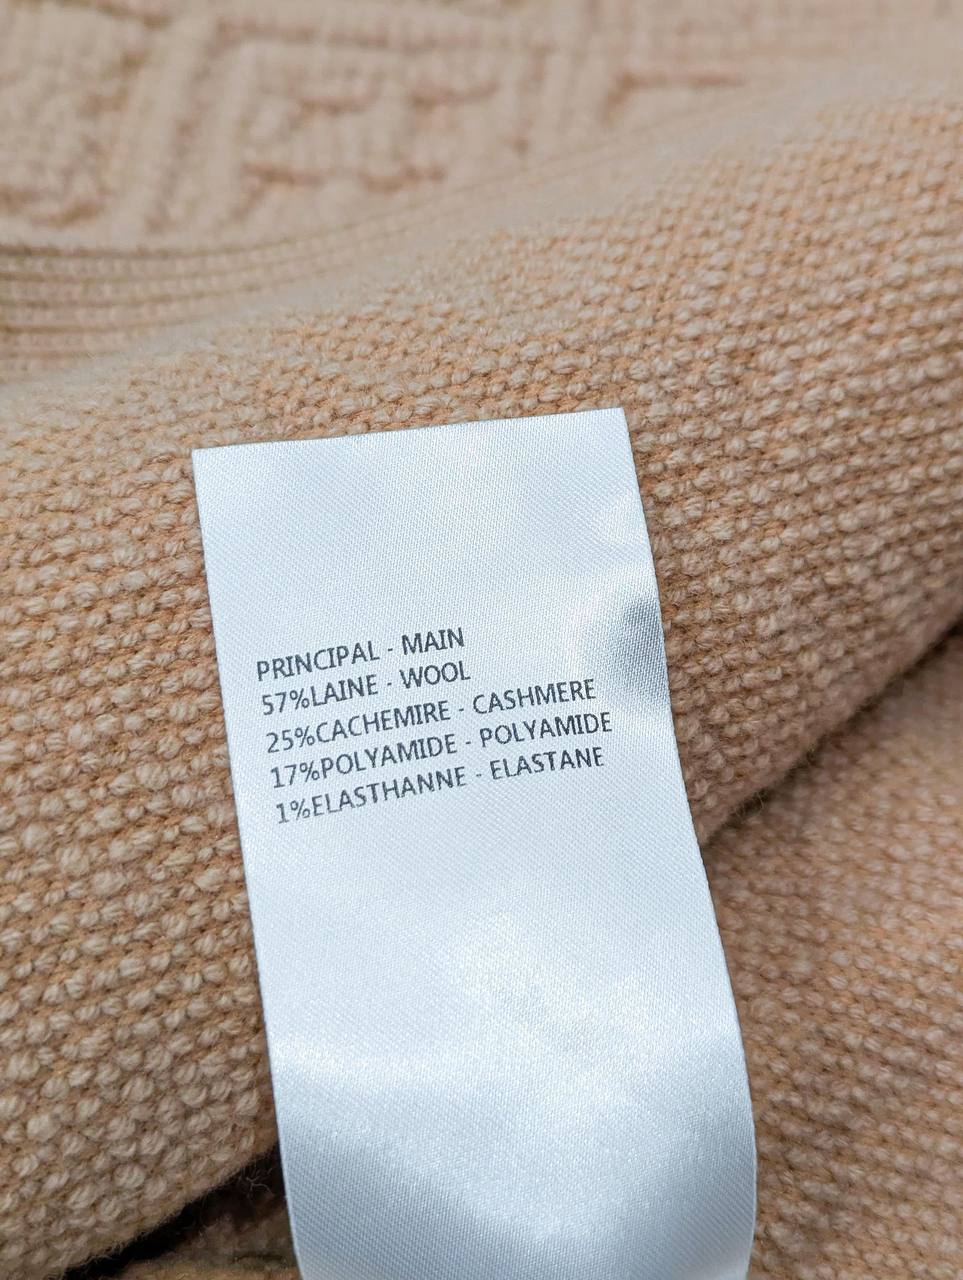 PRINCIPAL - MAIN
57%LAINE - WOOL
25%CACHEMIRE - CASHMERE
17%POLYAMIDE - POLYAMIDE
1%ELASTHANNE - ELASTANE